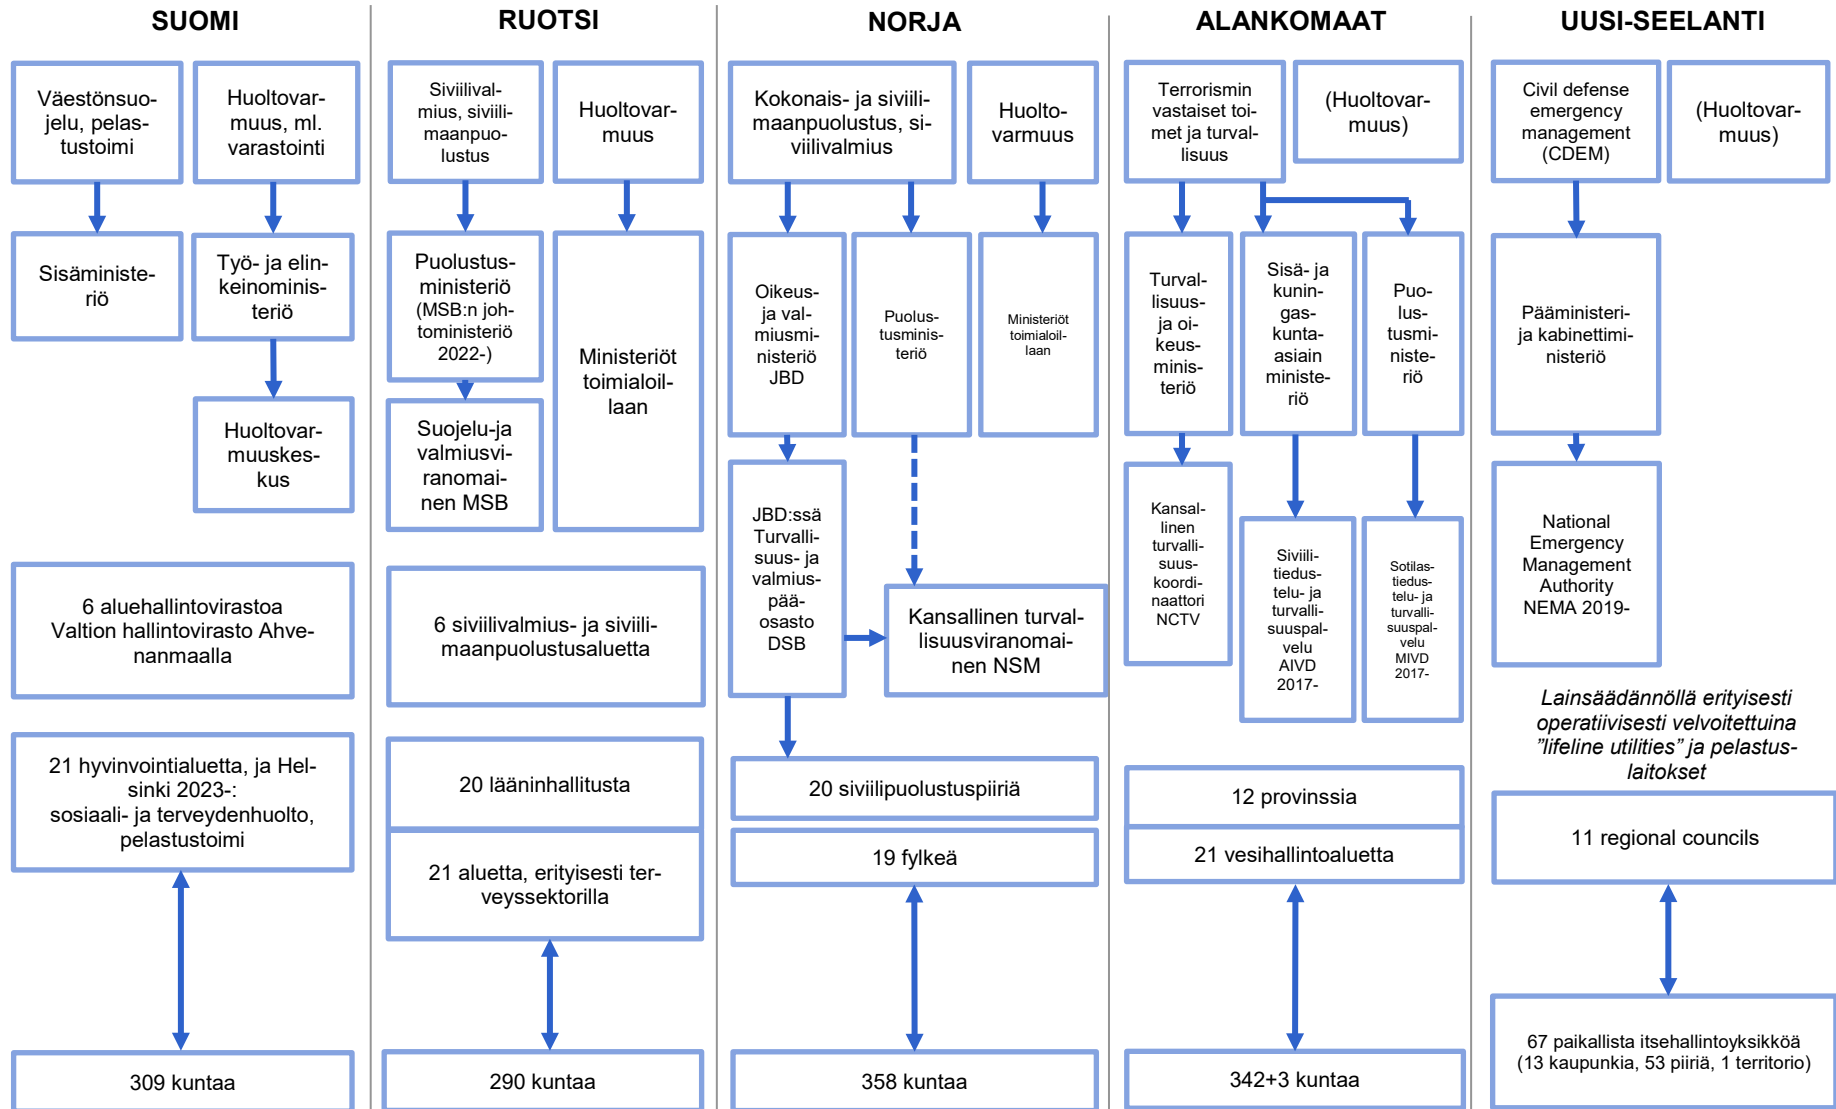 SUOMI
Väestönsuo-
jelu, pelas-
tustoimi
Huoltovar-
muus, ml.
varastointi
Sisäministe-
riö
Työ- ja elin-
keinominis-
teriö
Huoltovar-
muuskes-
kus
6 aluehallintovirastoa
Valtion hallintovirasto Ahve-
nanmaalla
21 hyvinvointialuetta, ja Hel-
sinki 2023-:
sosiaali- ja terveydenhuolto,
pelastustoimi
309 kuntaa
RUOTSI
Siviilival-
mius, siviili-
maanpuo-
lustus
Huoltovar-
muus
Puolustus-
ministeriö
(MSB:n joh-
toministeriö
2022-)
Ministeriöt
toimialoil-
laan
Suojelu-ja
valmiusvi-
ranomai-
nen MSB
6 siviilivalmius- ja siviili-
maanpuolustusaluetta
20 lääninhallitusta
21 aluetta, erityisesti ter-
veyssektorilla
290 kuntaa
NORJA
Kokonais- ja siviili-
maanpuolustus, si-
viilivalmius
Huolto-
varmuus
Oikeus-
ja val-
miusmi-
nisteriö
JBD
Puolus-
tusminis-
teriö
Ministeriöt
toimialoil-
laan
JBD:ssä
Turvalli-
suus- ja
valmius-
pää-
osasto
DSB
Kansallinen turval-
lisuusviranomai-
nen NSM
20 siviilipuolustuspiiriä
19 fylkeä
358 kuntaa
ALANKOMAAT
Terrorismin
vastaiset toi-
met ja turval-
lisuus
(Huoltovar-
muus)
Turval-
lisuus-
ja oi-
keus-
minis-
teriö
Sisä- ja
kunin-
gas-
kunta-
asiain
ministe-
riö
Puo-
lus-
tusmi-
niste-
riö
Kansal-
linen
turvalli-
suus-
koordi-
naattori
NCTV
Siviili-
tiedus-
telu- ja
turvalli-
suuspal-
velu
AIVD
2017-
Sotilas-
tiedus-
telu- ja
turvalli-
suuspal-
velu
MIVD
2017-
12 provinssia
21 vesihallintoaluetta
342+3 kuntaa
UUSI-SEELANTI
Civil defense
emergency
management
(CDEM)
(Huoltovar-
muus)
Pääministeri-
ja kabinettimi-
nisteriö
National
Emergency
Management
Authority
NEMA 2019-
Lainsäädännöllä erityisesti
operatiivisesti velvoitettuina
”lifeline utilities” ja pelastus-
laitokset
11 regional councils
67 paikallista itsehallintoyksikköä
(13 kaupunkia, 53 piiriä, 1 territorio)